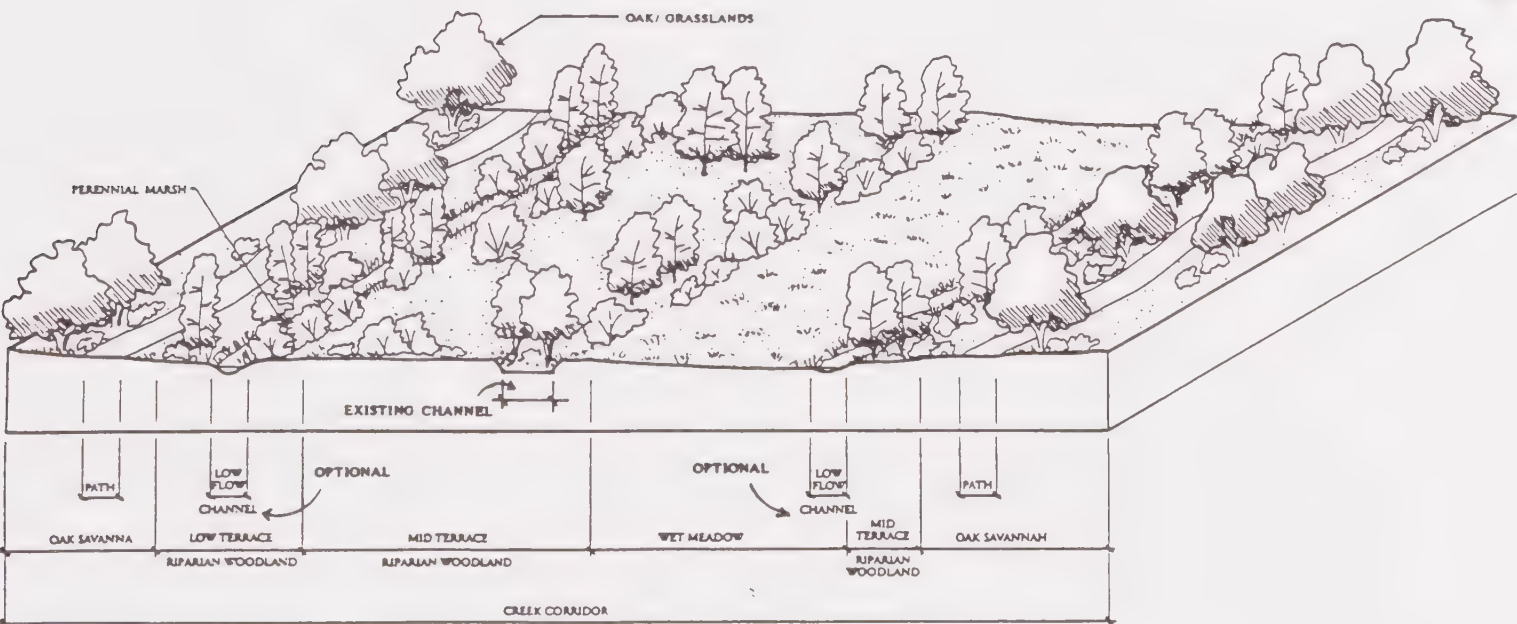 OAK/ GRASSLANDS
PERENNIAL MARSH
EXISTING CHANNEL
OPTIONAL
OPTIONAL
PATH
LOW
FLOW
CHANNEL
LOW
FLOW
CHANNEL
PATH
OAK SAVANNA
LOW TERRACE
RIPARIAN WOODLAND
MID TERRACE
RIPARIAN WOODLAND
WET MEADOW
MID
TERRACE
RIPARIAN
WOODLAND
OAK SAVANNAH
CREEK CORRIDOR